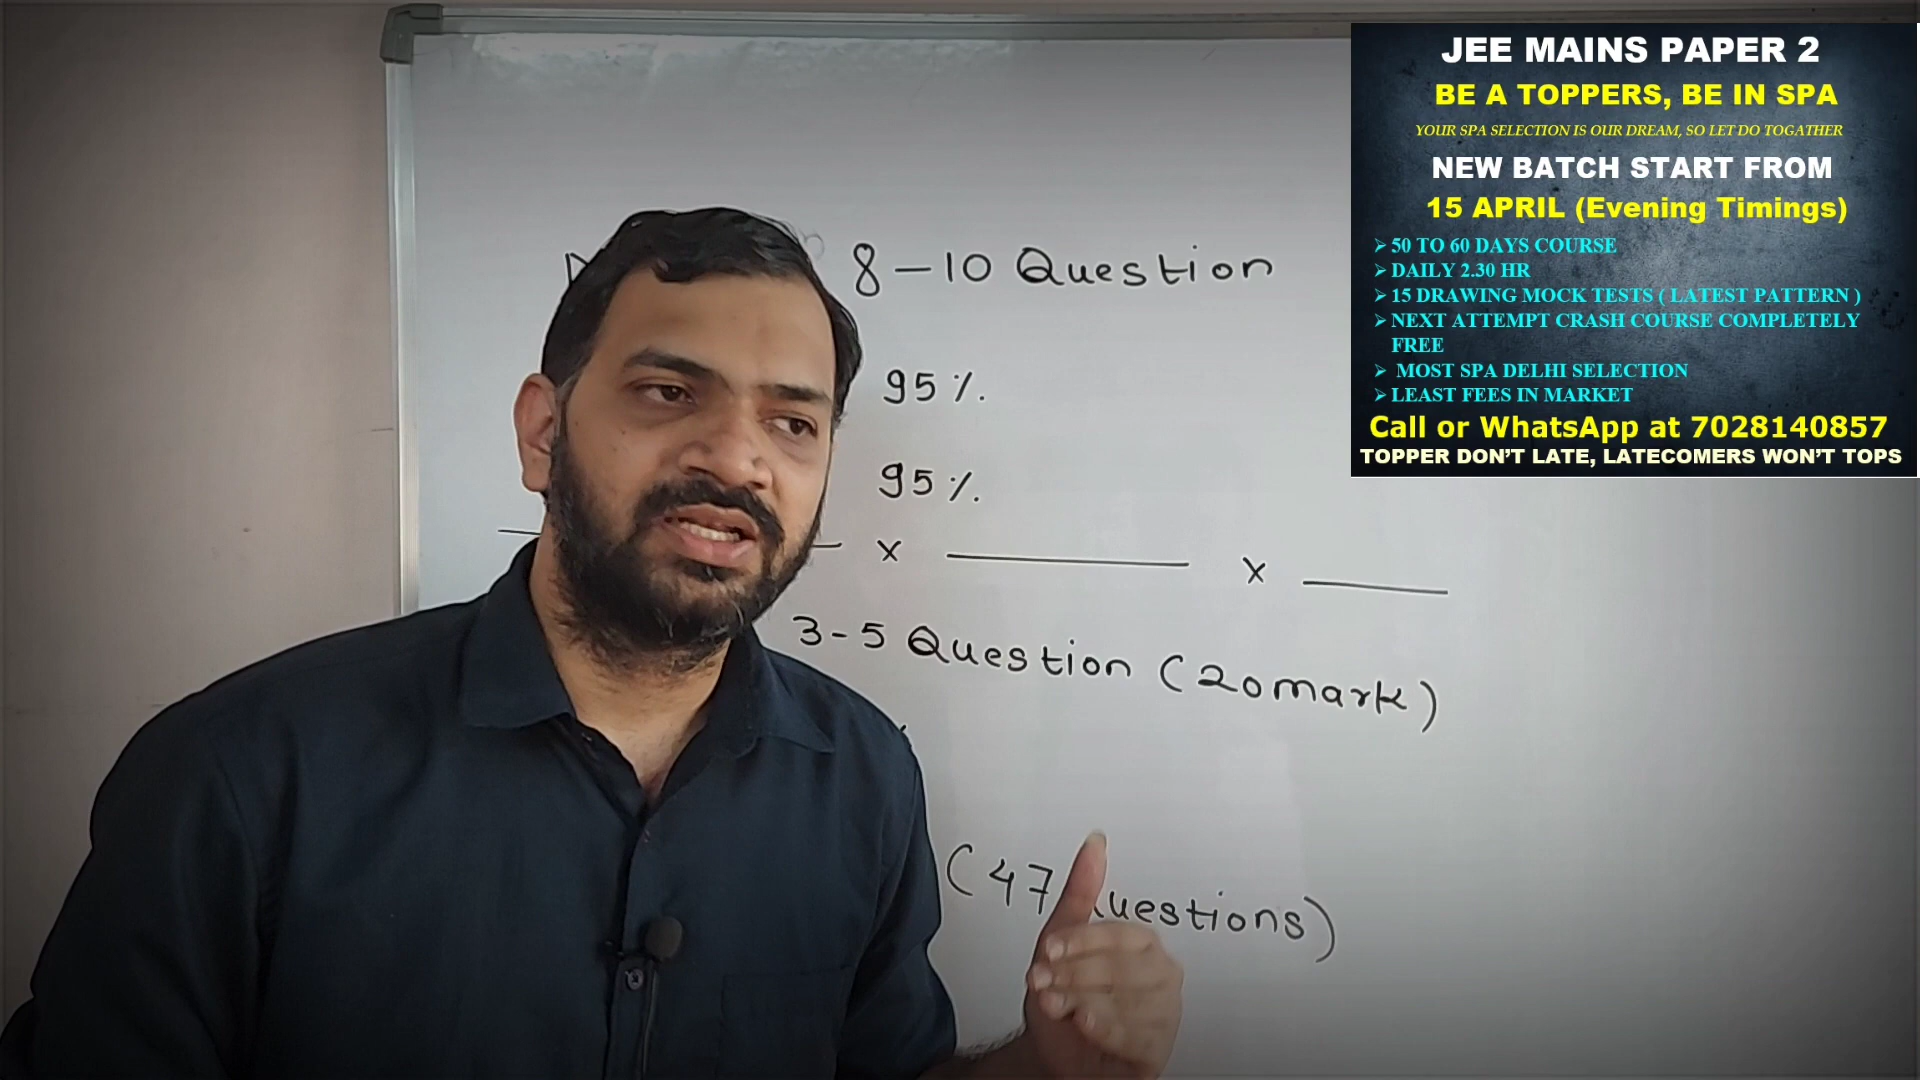 8-10 Question
95 %.
95 %.
x x
3-5 Question (20mark)
(47 Questions)
JEE MAINS PAPER 2
BE A TOPPERS, BE IN SPA
YOUR SPA SELECTION IS OUR DREAM, SO LET DO TOGATHER
NEW BATCH START FROM
15 APRIL (Evening Timings)
➢ 50 TO 60 DAYS COURSE
➢ DAILY 2.30 HR
➢ 15 DRAWING MOCK TESTS ( LATEST PATTERN )
➢ NEXT ATTEMPT CRASH COURSE COMPLETELY
FREE
➢ MOST SPA DELHI SELECTION
➢ LEAST FEES IN MARKET
Call or WhatsApp at 7028140857
TOPPER DON'T LATE, LATECOMERS WON'T TOPS